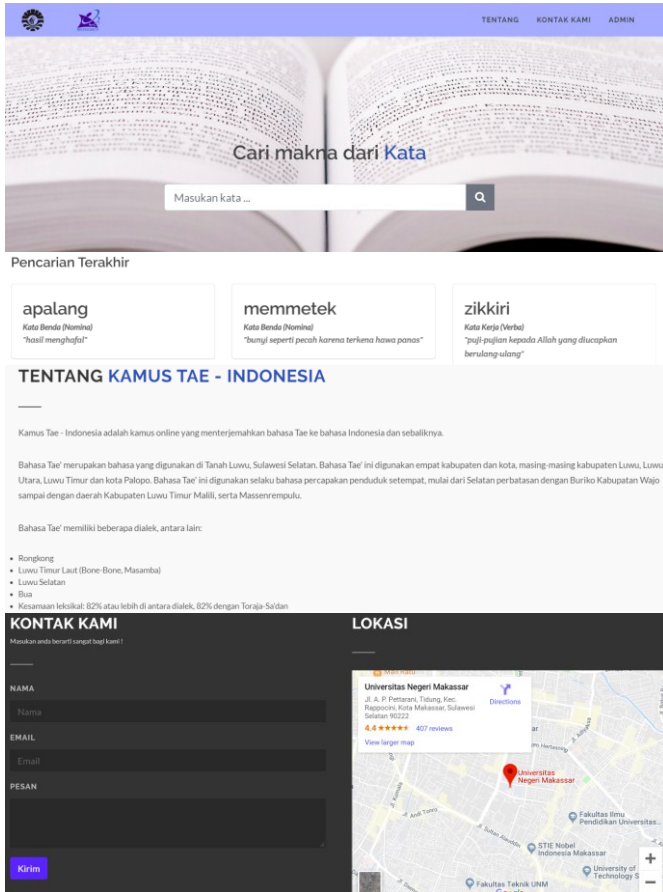 TENTANG KONTAK KAMI ADMIN
Cari makna dari Kata
Masukan kata ...
Pencarian Terakhir
apalang
Kata Benda (Nomina)
"hasil menghafal"
memmetek
Kata Benda (Nomina)
"bunyi seperti pecah karena terkena hawa panas"
zikkiri
Kata Kerja (Verba)
"puji-pujian kepada Allah yang diucapkan
berulang-ulang"
TENTANG KAMUS TAE - INDONESIA
Kamus Tae - Indonesia adalah kamus online yang menterjemahkan bahasa Tae ke bahasa Indonesia dan sebaliknya.
Bahasa Tae' merupakan bahasa yang digunakan di Tanah Luwu, Sulawesi Selatan. Bahasa Tae' ini digunakan empat kabupaten dan kota, masing-masing kabupaten Luwu, Luwu
Utara, Luwu Timur dan kota Palopo. Bahasa Tae' ini digunakan selaku bahasa percapakan penduduk setempat, mulai dari Selatan perbatasan dengan Buriko Kabupatan Wajo
sampai dengan daerah Kabupaten Luwu Timur Malili, serta Massenrempulu.
Bahasa Tae' memiliki beberapa dialek, antara lain:
• Rongkong
• Luwu Timur Laut (Bone-Bone, Masamba)
• Luwu Selatan
• Bua
• Kesamaan leksikal: 82% atau lebih di antara dialek, 82% dengan Toraja-Sa'dan
KONTAK KAMI
Masukan anda berarti sangat bagi kami !
NAMA
Nama
EMAIL
Email
PESAN
Kirim
LOKASI
Universitas Negeri Makassar
Jl. A. P. Pettarani, Tidung, Kec.
Rappocini, Kota Makassar, Sulawesi
Selatan 90222
Directions
4.4 ★★★★★ 407 reviews
View larger map
Universitas
Negeri Makassar
Jl. Andi Tonro
Jl. Sultan Alauddin
Fakultas Ilmu
Pendidikan Universitas...
STIE Nobel
Indonesia Makassar
University of
Technology S
Fakultas Teknik UNM
Google
+
−